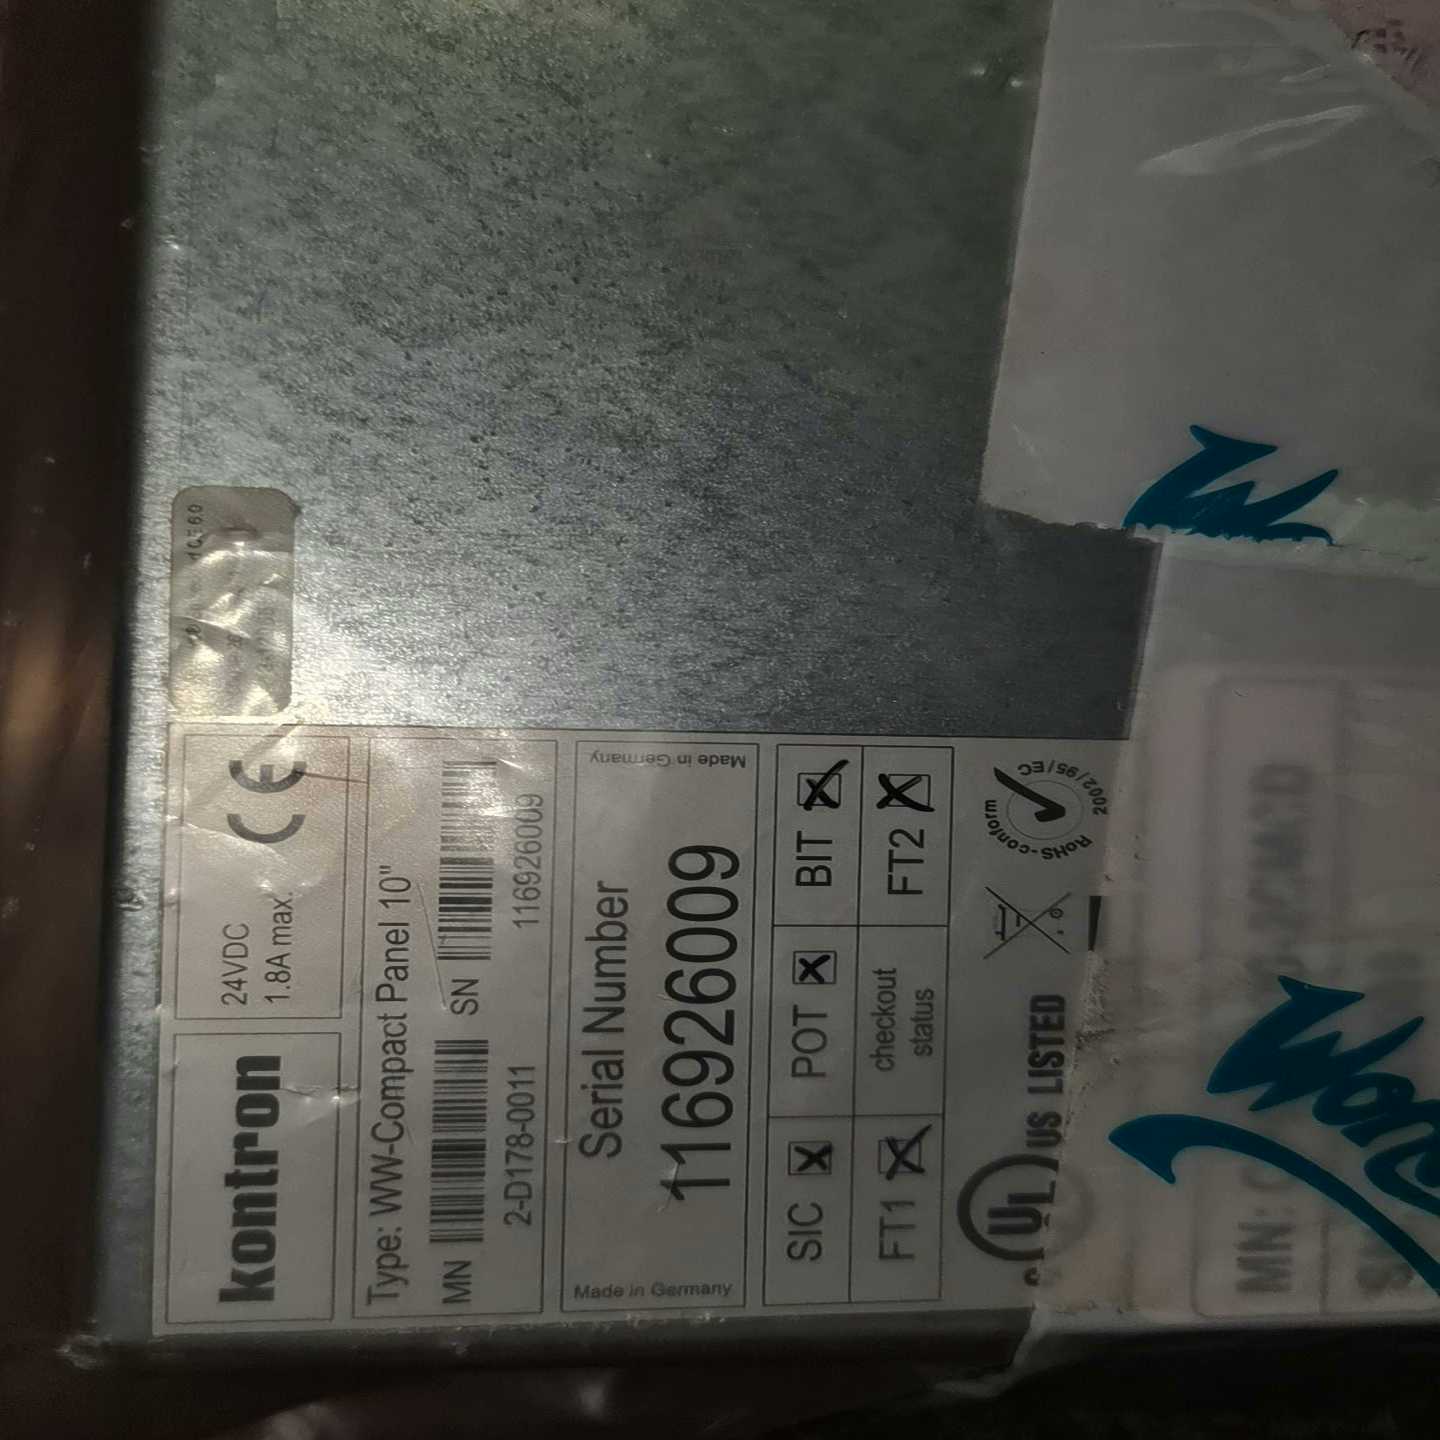 kontron
24VDC
1.8A max.
CE
Type: WW-Compact Panel 10"
MN
SN
2-D178-0011
116926009
Serial Number
116926009
Made in Germany
Made in Germany
SIC
POT
BIT
FT1
checkout
status
FT2
UL
US LISTED
RoHS-conform
2002/95/EC
MN: